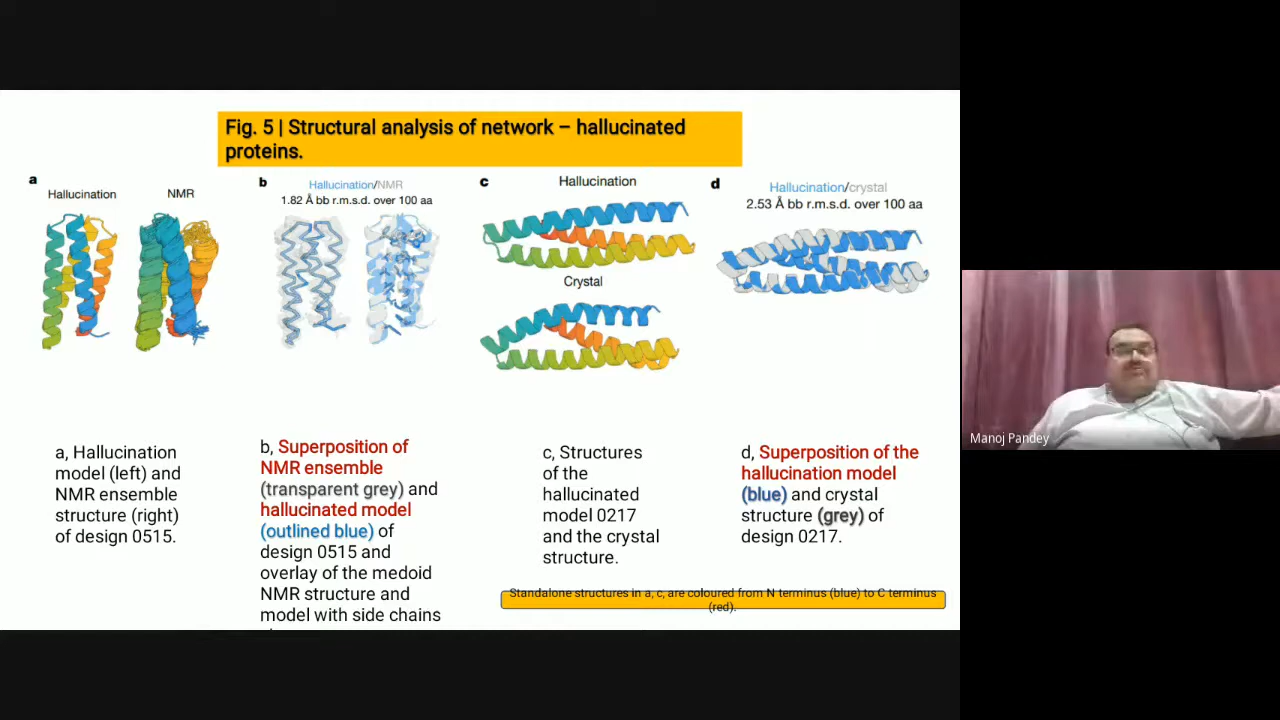 Fig. 5 | Structural analysis of network – hallucinated
proteins.
a
Hallucination
NMR
b
Hallucination/NMR
1.82 Å bb r.m.s.d. over 100 aa
c
Hallucination
Crystal
d
Hallucination/crystal
2.53 Å bb r.m.s.d. over 100 aa
a, Hallucination
model (left) and
NMR ensemble
structure (right)
of design 0515.
b, Superposition of
NMR ensemble
(transparent grey) and
hallucinated model
(outlined blue) of
design 0515 and
overlay of the medoid
NMR structure and
model with side chains
c, Structures
of the
hallucinated
model 0217
and the crystal
structure.
d, Superposition of the
hallucination model
(blue) and crystal
structure (grey) of
design 0217.
Standalone structures in a, c, are coloured from N terminus (blue) to C terminus
(red).
Manoj Pandey